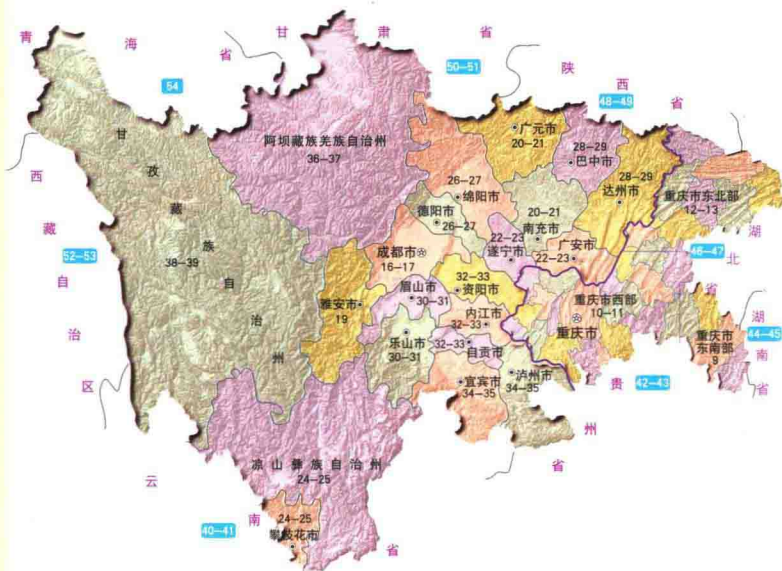 青海省
甘肃省
陕西省
54
50-51
48-49
甘孜藏族自治州
38-39
阿坝藏族羌族自治州
36-37
广元市
20-21
28-29
巴中市
28-29
达州市
26-27
绵阳市
德阳市
26-27
20-21
南充市
重庆市东北部
12-13
湖北省
46-47
西藏自治区
52-53
成都市
16-17
22-23
遂宁市
广安市
22-23
雅安市
19
眉山市
30-31
32-33
资阳市
内江市
32-33
重庆市西部
10-11
重庆市
重庆市
东南部
9
湖南省
44-45
乐山市
30-31
32-33
自贡市
宜宾市
34-35
泸州市
34-35
贵州省
42-43
凉山彝族自治州
24-25
24-25
攀枝花市
云南省
40-41